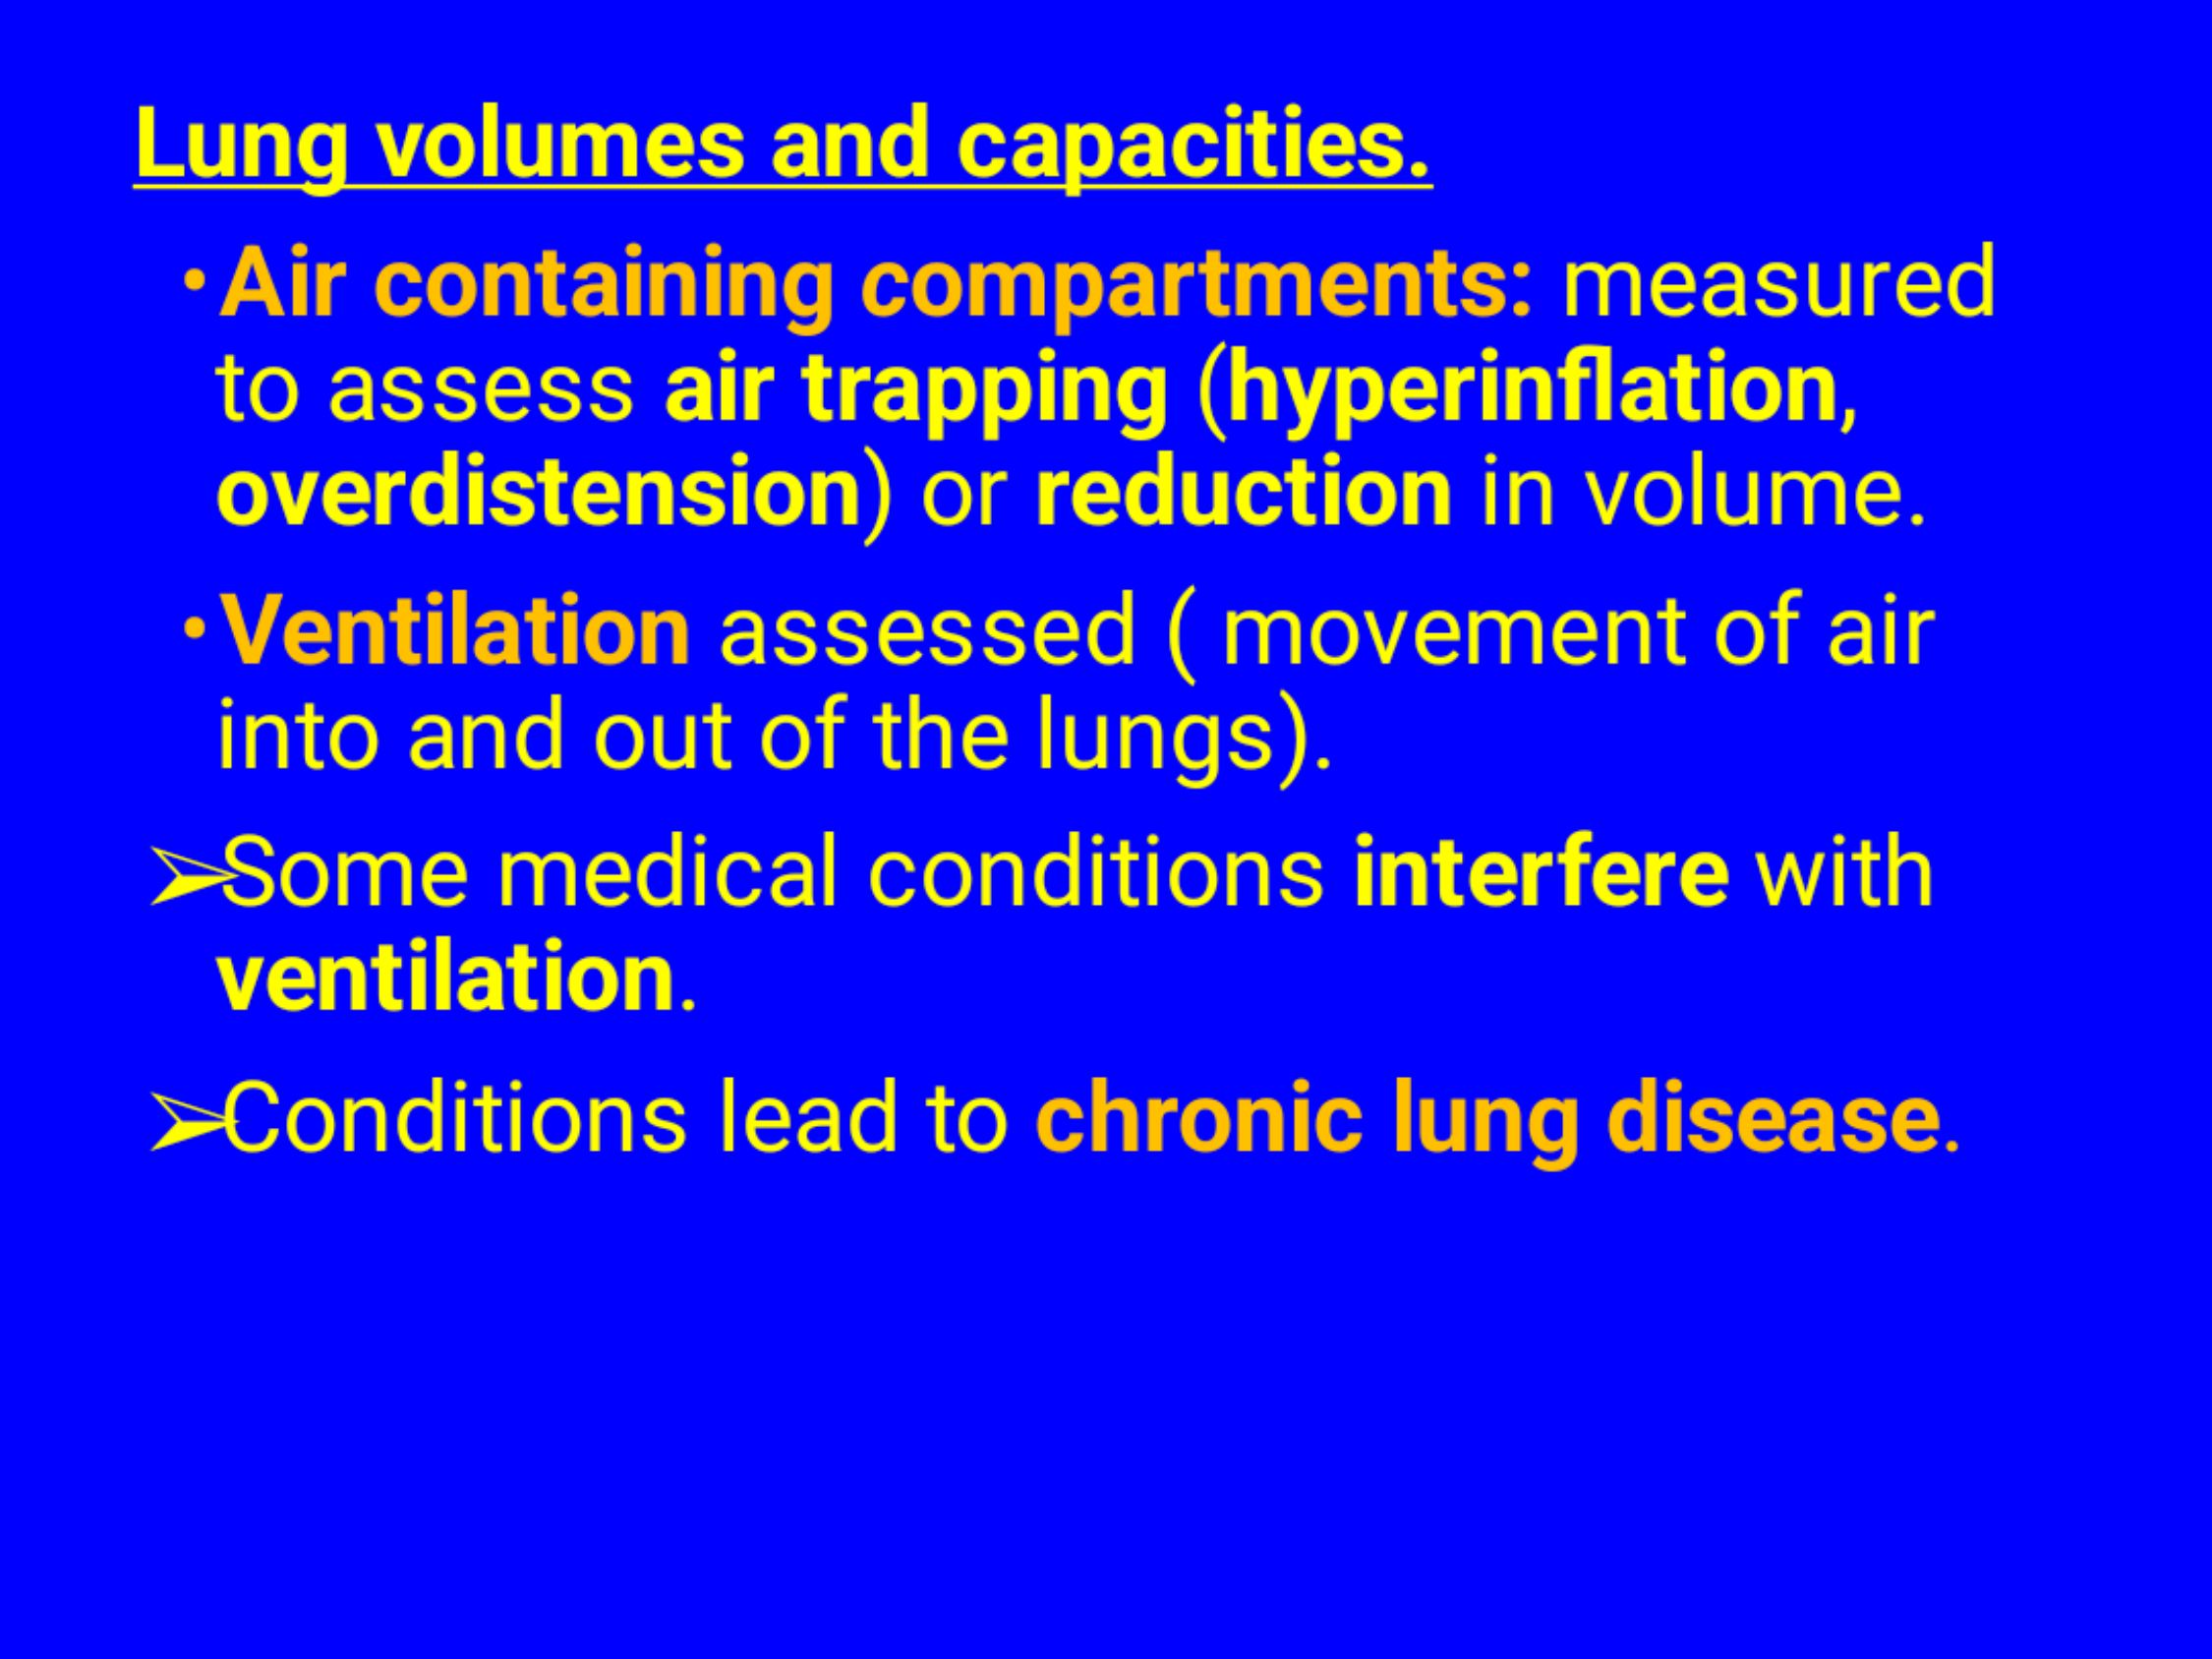 Lung volumes and capacities.
•Air containing compartments: measured
to assess air trapping (hyperinflation,
overdistension) or reduction in volume.
•Ventilation assessed ( movement of air
into and out of the lungs).
➢Some medical conditions interfere with
ventilation.
➢Conditions lead to chronic lung disease.